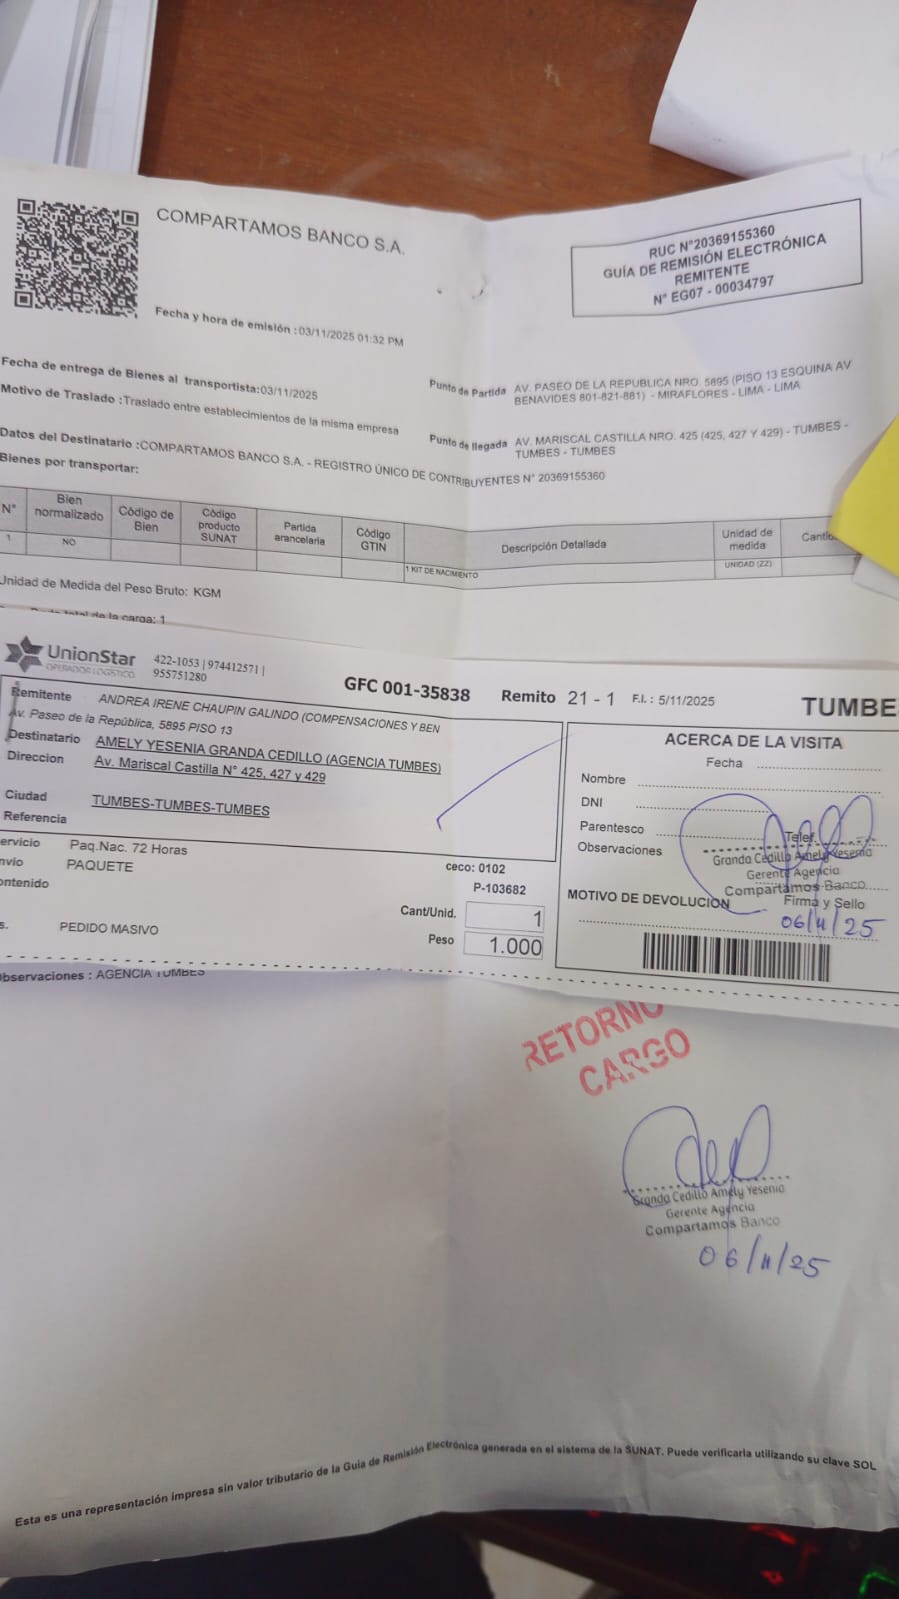 COMPARTAMOS BANCO S.A.
RUC N°20369155360
GUÍA DE REMISIÓN ELECTRÓNICA
REMITENTE
N° EG07 - 00034797
Fecha y hora de emisión :03/11/2025 01:32 PM
Fecha de entrega de Bienes al transportista:03/11/2025
Motivo de Traslado :Traslado entre establecimientos de la misma empresa
Punto de Partida AV. PASEO DE LA REPUBLICA NRO. 5895 (PISO 13 ESQUINA AV
BENAVIDES 801-821-881) - MIRAFLORES - LIMA - LIMA
Punto de llegada AV. MARISCAL CASTILLA NRO. 425 (425, 427 Y 429) - TUMBES -
TUMBES - TUMBES
Datos del Destinatario :COMPARTAMOS BANCO S.A. - REGISTRO ÚNICO DE CONTRIBUYENTES N° 20369155360
Bienes por transportar:
N° Bien normalizado Código de Bien Código producto SUNAT Partida arancelaria Código GTIN Descripción Detallada Unidad de medida
1 NO 1 KIT DE NACIMIENTO UNIDAD (ZZ)
Unidad de Medida del Peso Bruto: KGM
total de la carga: 1
UnionStar
OPERADOR LOGÍSTICO
422-1053 | 974412571 |
955751280
GFC 001-35838 Remito 21 - 1 F.I. : 5/11/2025 TUMBE
Remitente ANDREA IRENE CHAUPIN GALINDO (COMPENSACIONES Y BEN
Av. Paseo de la República, 5895 PISO 13
Destinatario AMELY YESENIA GRANDA CEDILLO (AGENCIA TUMBES)
Direccion Av. Mariscal Castilla N° 425, 427 y 429
Ciudad TUMBES-TUMBES-TUMBES
Referencia
ervicio Paq.Nac. 72 Horas
nvío PAQUETE
ontenido
ceco: 0102
P-103682
Cant/Unid. 1
s. PEDIDO MASIVO
Peso 1.000
ACERCA DE LA VISITA
Fecha
Nombre
DNI
Parentesco Telef.
Observaciones
Granda Cedillo Amely Yesenia
Gerente Agencia
Compartamos Banco
MOTIVO DE DEVOLUCION Firma y Sello
06/11/25
Observaciones : AGENCIA TUMBES
RETORNO
CARGO
Granda Cedillo Amely Yesenia
Gerente Agencia
Compartamos Banco
06/11/25
Esta es una representación impresa sin valor tributario de la Guía de Remisión Electrónica generada en el sistema de la SUNAT. Puede verificarla utilizando su clave SOL